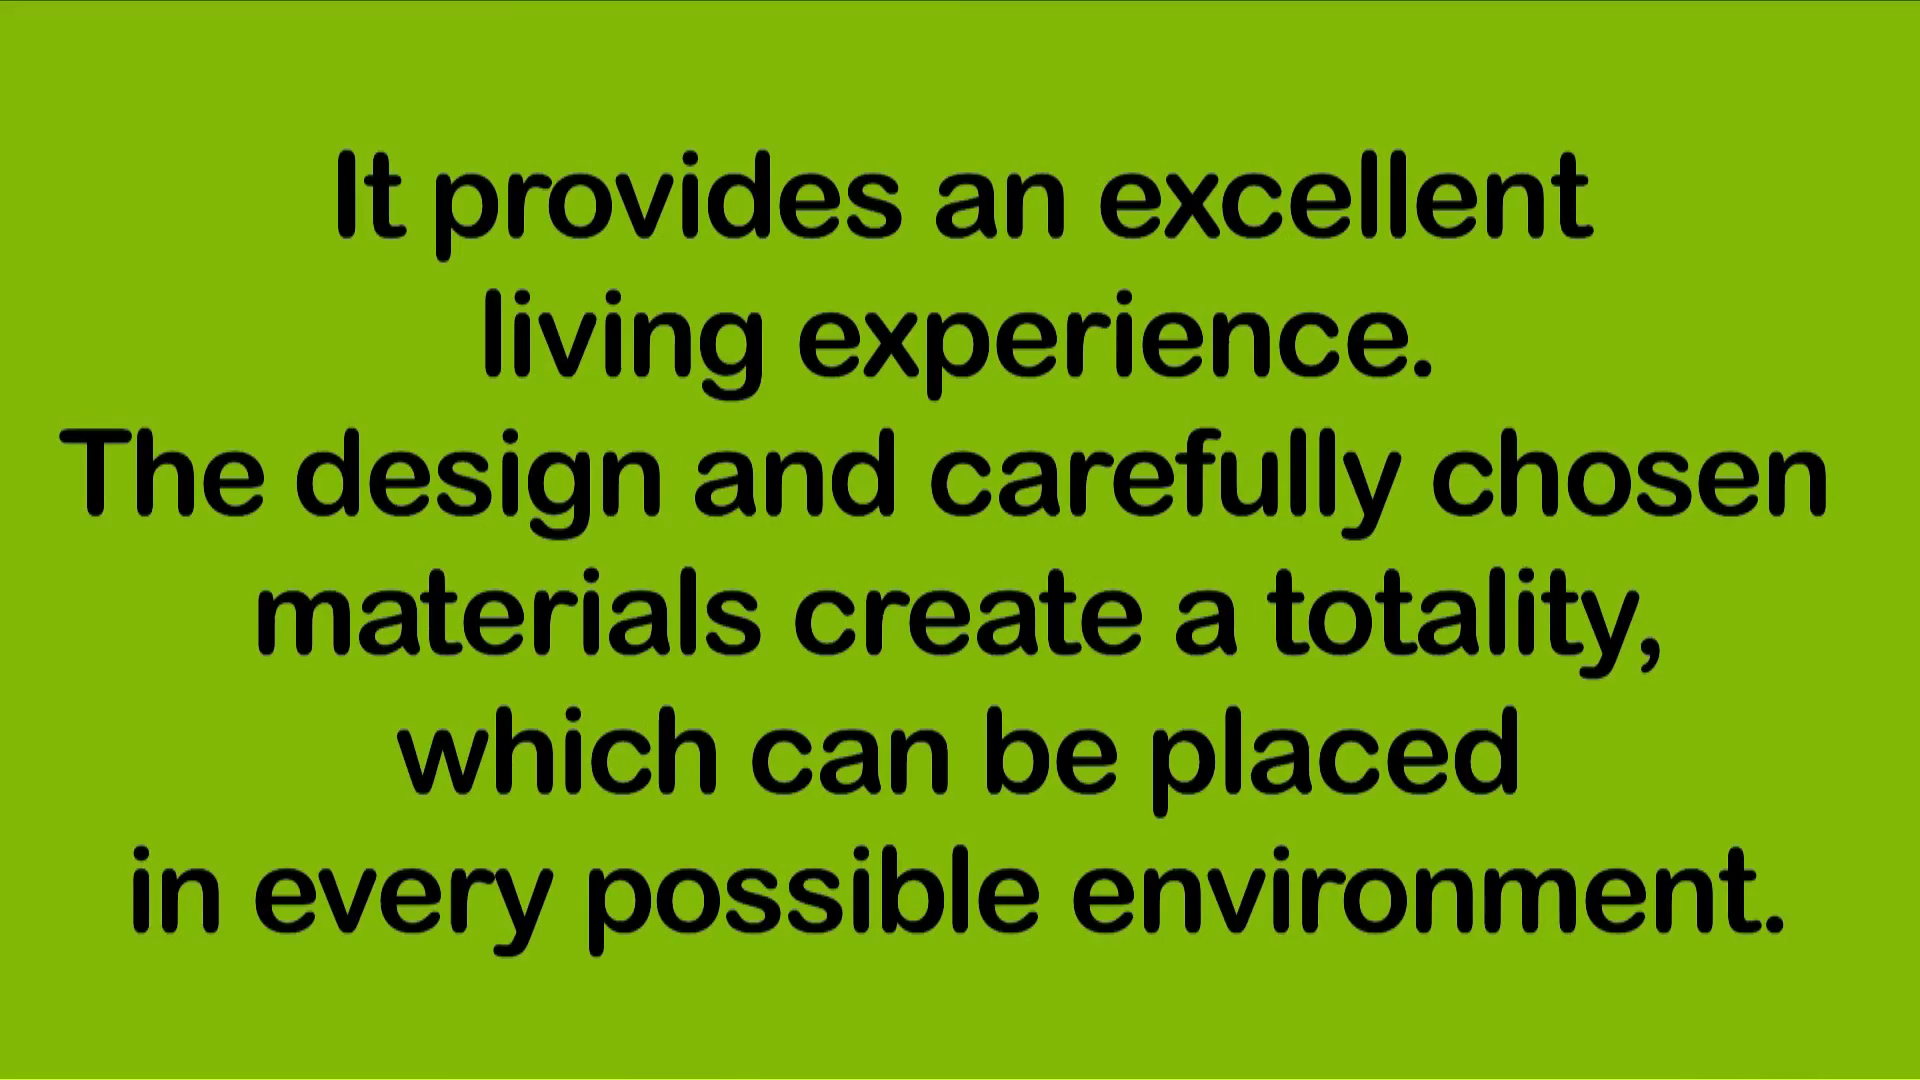 It provides an excellent
living experience.
The design and carefully chosen
materials create a totality,
which can be placed
in every possible environment.